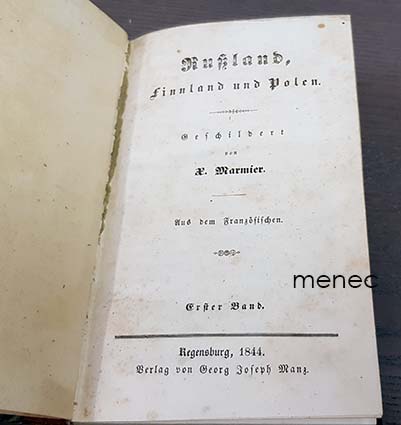 Rußland,
Finnland und Polen.
Geschildert
von
X. Marmier.
Aus dem Französischen.
menec
Erster Band.
Regensburg, 1844.
Verlag von Georg Joseph Manz.